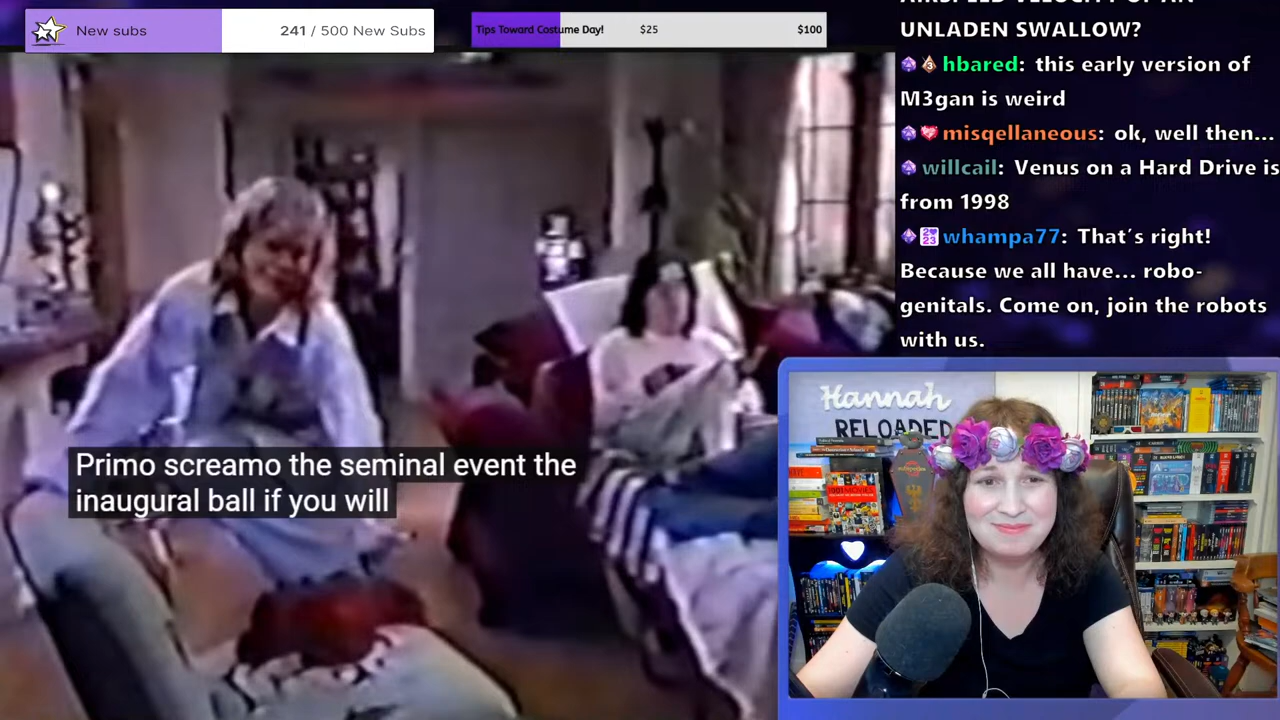 New subs
241 / 500 New Subs
Tips Toward Costume Day!
$25
$100
UNLADEN SWALLOW?
hbared: this early version of
M3gan is weird
misqellaneous: ok, well then...
willcail: Venus on a Hard Drive is
from 1998
whampa77: That's right!
Because we all have... robo-
genitals. Come on, join the robots
with us.
Primo screamo the seminal event the
inaugural ball if you will
Hannah
RELOADED